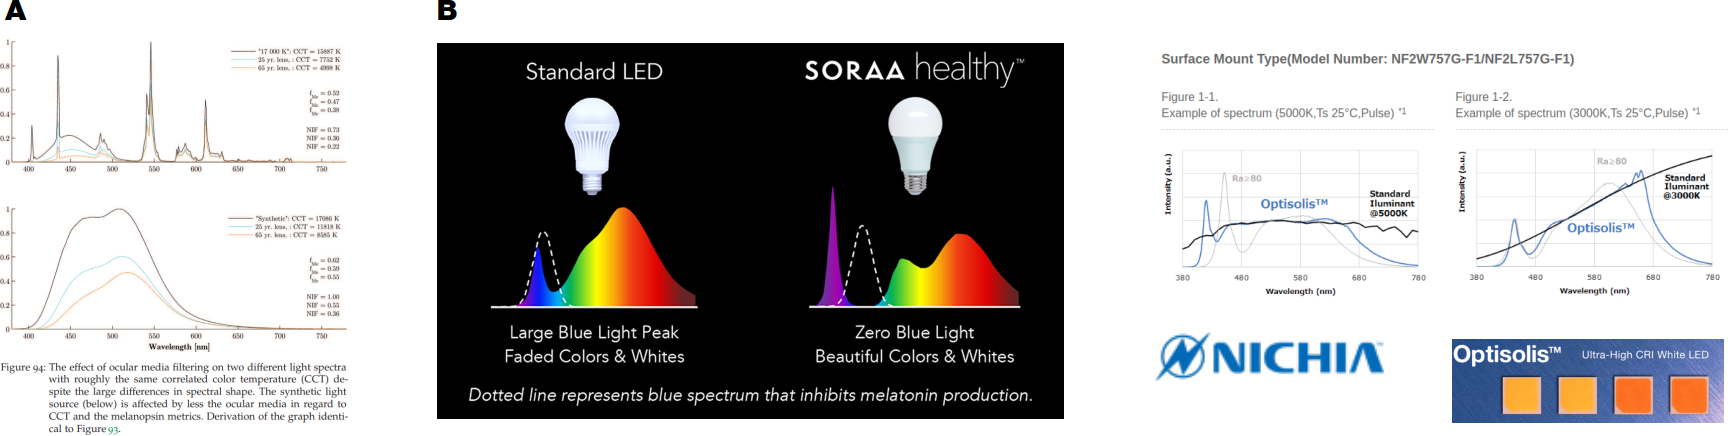 A
1
0.8
0.6
0.4
0.2
0
400 450 500 550 600 650 700 750
"17 000 K": CCT = 15887 K
25 yr. lens, : CCT = 7752 K
65 yr. lens, : CCT = 4998 K
fMe = 0.52
fMe = 0.47
fMe = 0.38
NIF = 0.73
NIF = 0.36
NIF = 0.22
1
0.8
0.6
0.4
0.2
0
400 450 500 550 600 650 700 750
Wavelength [nm]
"Synthetic": CCT = 17086 K
25 yr. lens, : CCT = 11818 K
65 yr. lens, : CCT = 8585 K
fMe = 0.62
fMe = 0.59
fMe = 0.55
NIF = 1.00
NIF = 0.55
NIF = 0.36
Figure 94: The effect of ocular media filtering on two different light spectra
with roughly the same correlated color temperature (CCT) de-
spite the large differences in spectral shape. The synthetic light
source (below) is affected by less the ocular media in regard to
CCT and the melanopsin metrics. Derivation of the graph identi-
cal to Figure 93.
B
Standard LED
SORAA healthy™
Large Blue Light Peak
Faded Colors & Whites
Zero Blue Light
Beautiful Colors & Whites
Dotted line represents blue spectrum that inhibits melatonin production.
Surface Mount Type(Model Number: NF2W757G-F1/NF2L757G-F1)
Figure 1-1.
Example of spectrum (5000K,Ts 25°C,Pulse) *1
Intensity (a.u.)
Ra≥80
Optisolis™
Standard
Iluminant
@5000K
380 480 580 680 780
Wavelength (nm)
Figure 1-2.
Example of spectrum (3000K,Ts 25°C,Pulse) *1
Intensity (a.u.)
Ra≥80
Standard
Iluminant
@3000K
Optisolis™
380 480 580 680 780
Wavelength (nm)
NICHIA™
Optisolis™ Ultra-High CRI White LED